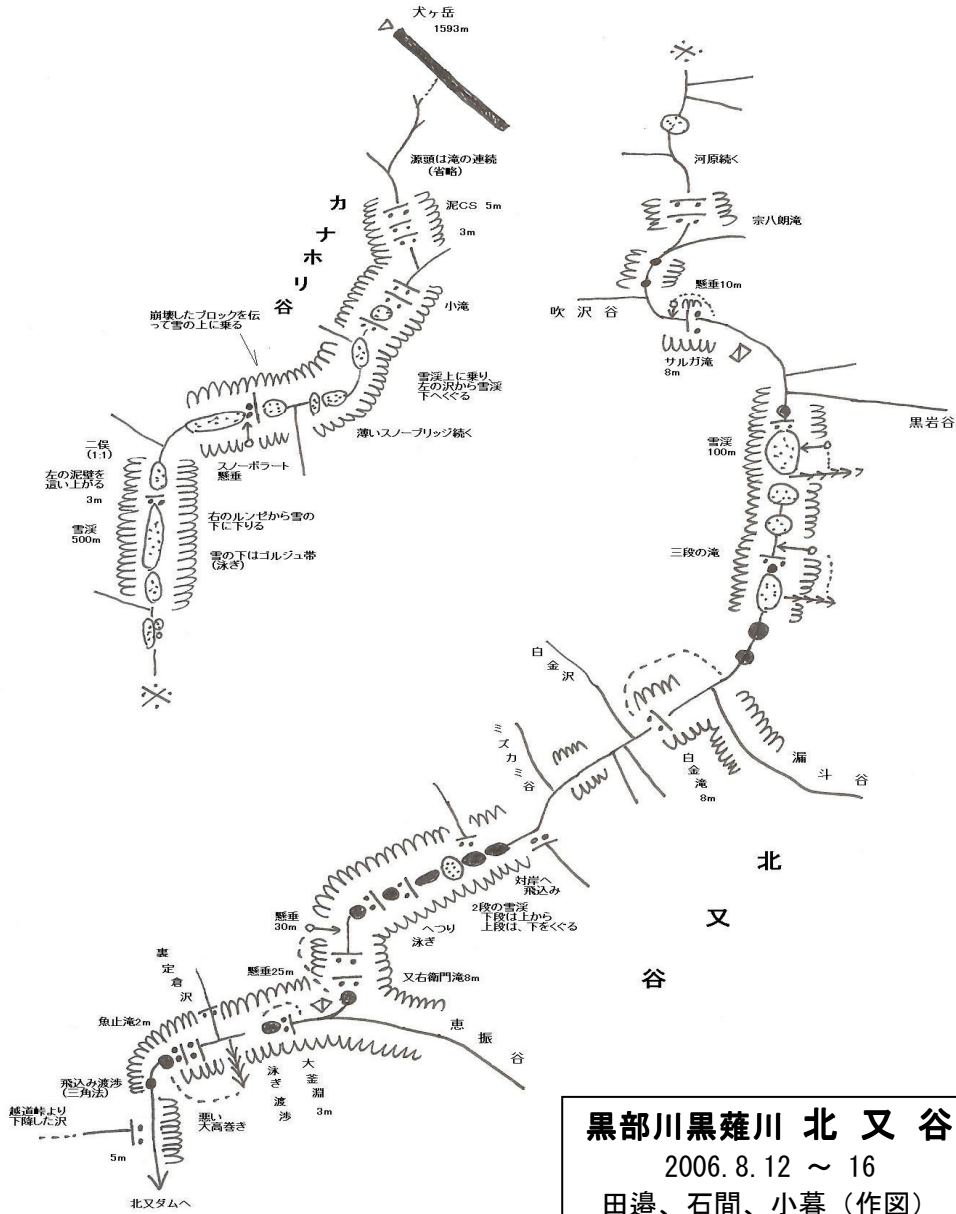 犬ヶ岳
1593m
源頭は滝の連続
(省略)
泥CS 5m
3m
カナホリ谷
小滝
崩壊したブロックを伝
って雪の上に乗る
雪渓上に乗り、
左の沢から雪渓
下へくぐる
薄いスノーブリッジ続く
スノーボラート
懸垂
二俣
(1:1)
左の泥壁を
這い上がる
3m
雪渓
500m
右のルンゼから雪の
下に下りる
雪の下はゴルジュ帯
(泳ぎ)
河原続く
宗八朗滝
懸垂10m
吹沢谷
サルガ滝
8m
黒岩谷
雪渓
100m
三段の滝
白金沢
ミズカミ谷
白金滝
8m
漏斗谷
北又谷
対岸へ
飛込み
2段の雪渓
下段は上から
上段は、下をくぐる
へつり
泳ぎ
懸垂
30m
又右衛門滝8m
懸垂25m
裏定倉沢
恵振谷
魚止滝2m
大釜淵
3m
泳ぎ渡渉
飛込み渡渉
(三角法)
悪い
大高巻き
越道峠より
下降した沢
5m
北又ダムへ
黒部川黒薙川 北 又 谷
2006.8.12 ~ 16
田邉、石間、小暮 (作図)